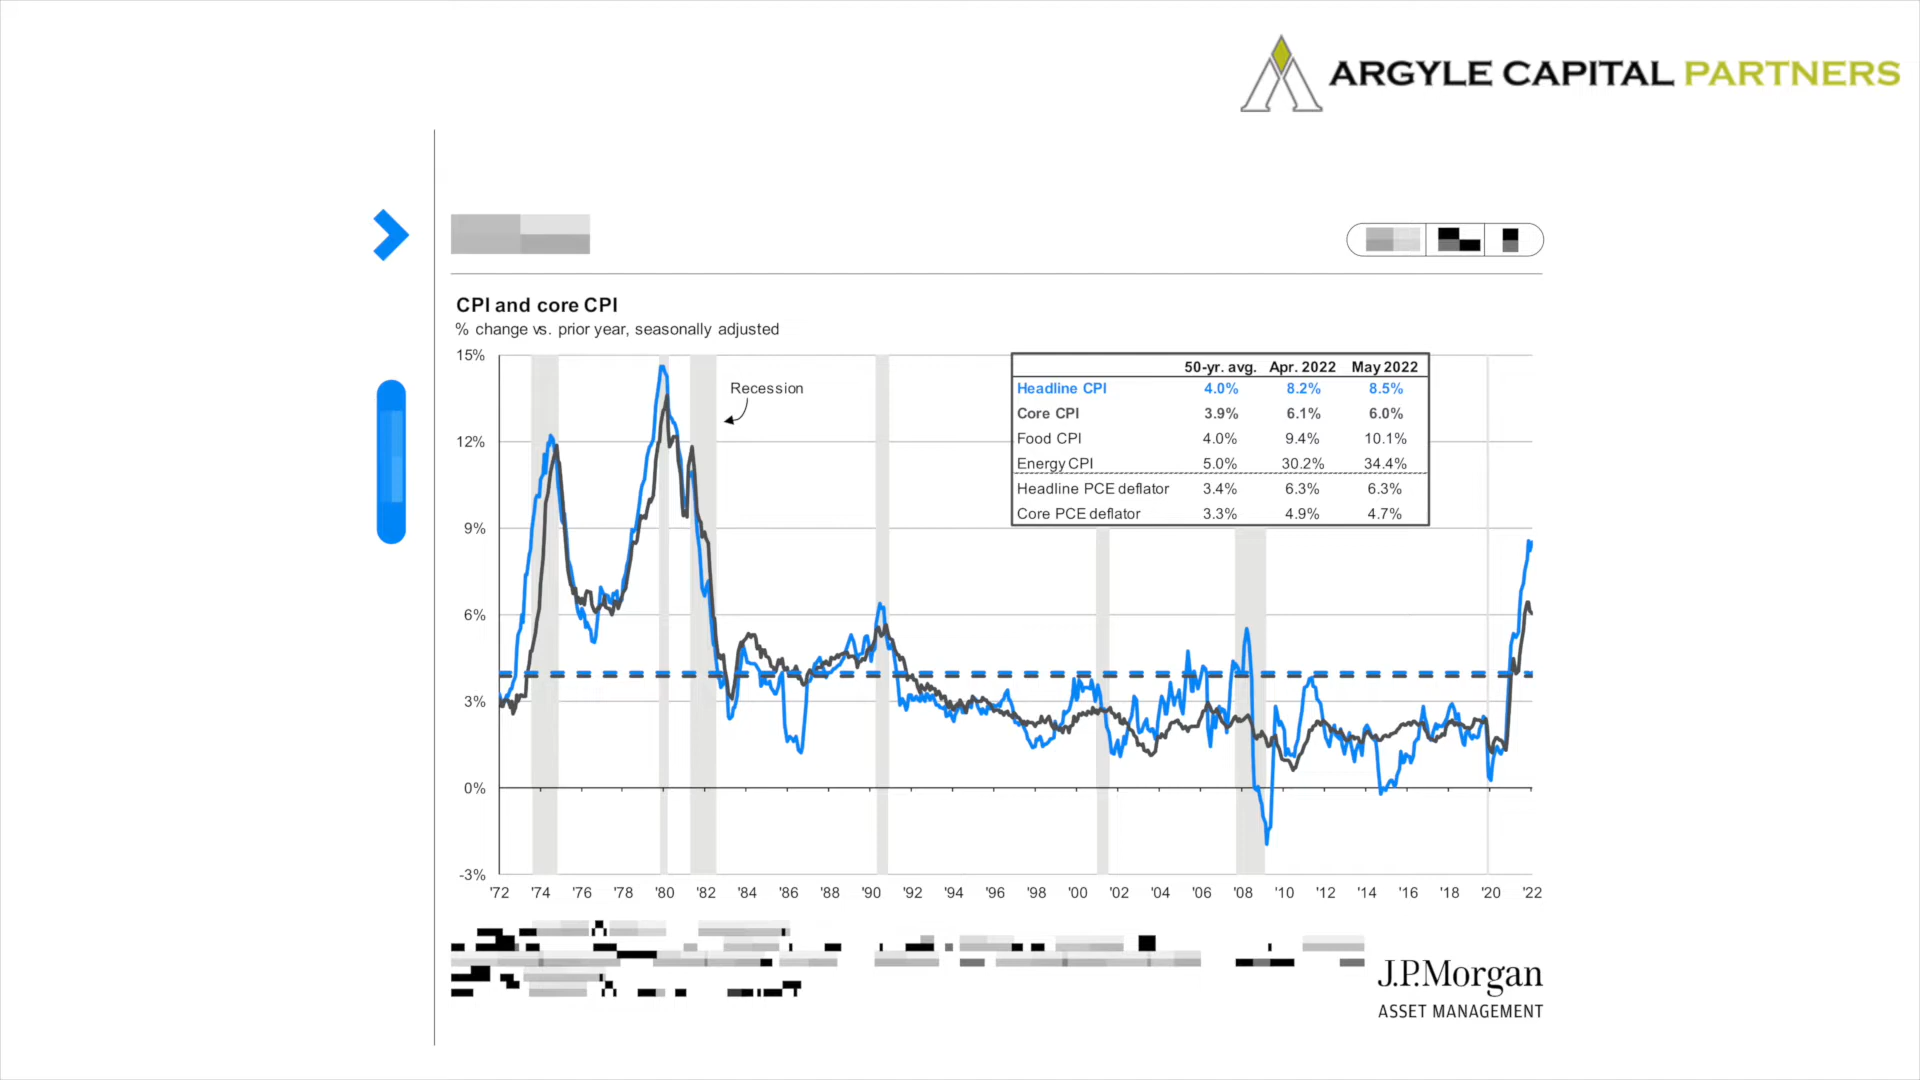 ARGYLE CAPITAL PARTNERS
CPI and core CPI
% change vs. prior year, seasonally adjusted
15%
12%
9%
6%
3%
0%
-3%
Recession
50-yr. avg. Apr. 2022 May 2022
Headline CPI 4.0% 8.2% 8.5%
Core CPI 3.9% 6.1% 6.0%
Food CPI 4.0% 9.4% 10.1%
Energy CPI 5.0% 30.2% 34.4%
Headline PCE deflator 3.4% 6.3% 6.3%
Core PCE deflator 3.3% 4.9% 4.7%
'72 '74 '76 '78 '80 '82 '84 '86 '88 '90 '92 '94 '96 '98 '00 '02 '04 '06 '08 '10 '12 '14 '16 '18 '20 '22
J.P.Morgan
ASSET MANAGEMENT